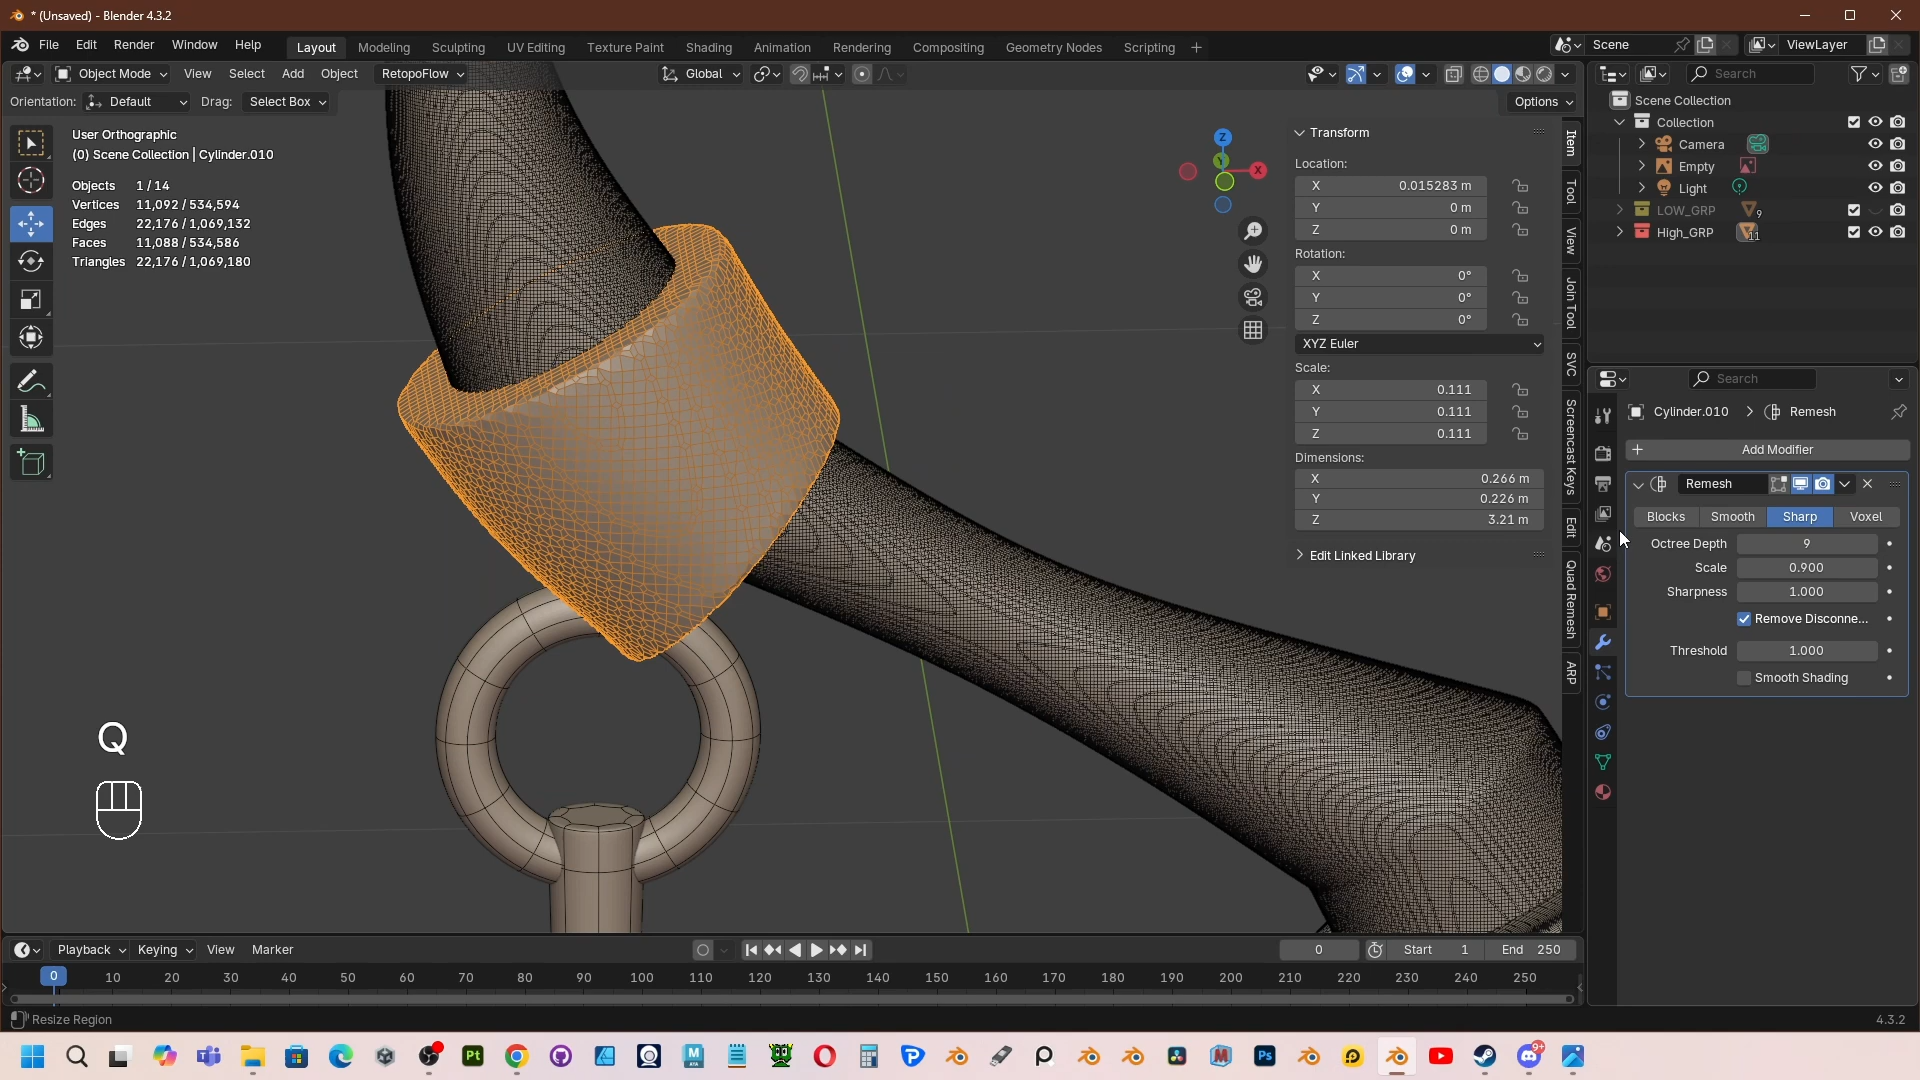 * (Unsaved) - Blender 4.3.2
File Edit Render Window Help Layout Modeling Sculpting UV Editing Texture Paint Shading Animation Rendering Compositing Geometry Nodes Scripting + Scene ViewLayer
Object Mode View Select Add Object RetopoFlow Global Search
Orientation: Default Drag: Select Box Options
User Orthographic
(0) Scene Collection | Cylinder.010
Objects 1 / 14
Vertices 11,092 / 534,594
Edges 22,176 / 1,069,132
Faces 11,088 / 534,586
Triangles 22,176 / 1,069,180
Z
X
Y
Transform
Location:
X 0.015283 m
Y 0 m
Z 0 m
Rotation:
X 0°
Y 0°
Z 0°
XYZ Euler
Scale:
X 0.111
Y 0.111
Z 0.111
Dimensions:
X 0.266 m
Y 0.226 m
Z 3.21 m
Edit Linked Library
Item
Tool
View
Join Tool
SVC
Screencast Keys
Edit
Quad Remesh
ARP
Scene Collection
Collection
Camera
Empty
Light
LOW_GRP 9
High_GRP 11
Search
Cylinder.010 > Remesh
+ Add Modifier
Remesh
Blocks Smooth Sharp Voxel
Octree Depth 9
Scale 0.900
Sharpness 1.000
Remove Disconne...
Threshold 1.000
Smooth Shading
Q
Playback Keying View Marker 0 Start 1 End 250
0 10 20 30 40 50 60 70 80 90 100 110 120 130 140 150 160 170 180 190 200 210 220 230 240 250
Resize Region 4.3.2
Pt
M
Ps
9+